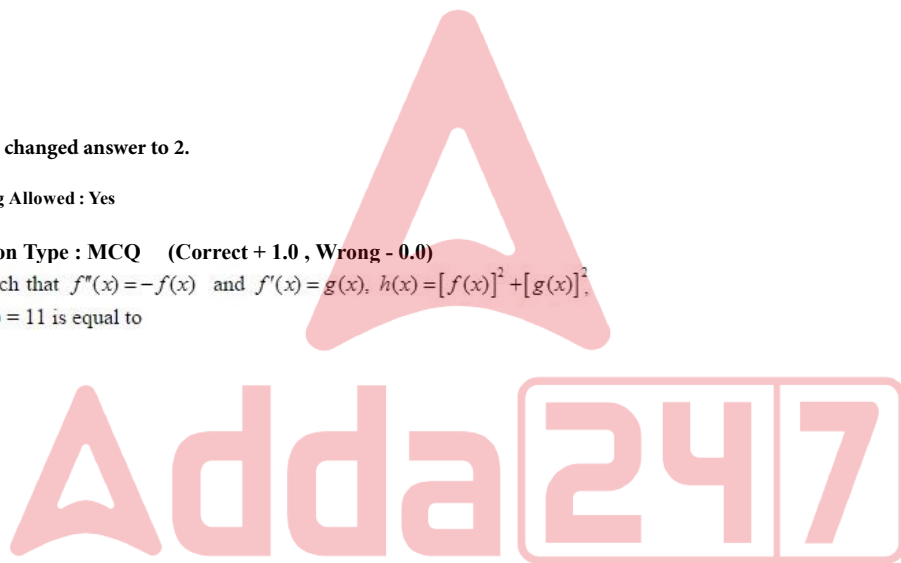 changed answer to 2.
g Allowed : Yes
on Type : MCQ (Correct + 1.0 , Wrong - 0.0)
ch that f"(x) = −f(x) and f'(x) = g(x), h(x) = [f(x)]² + [g(x)]²,
) = 11 is equal to
Adda247